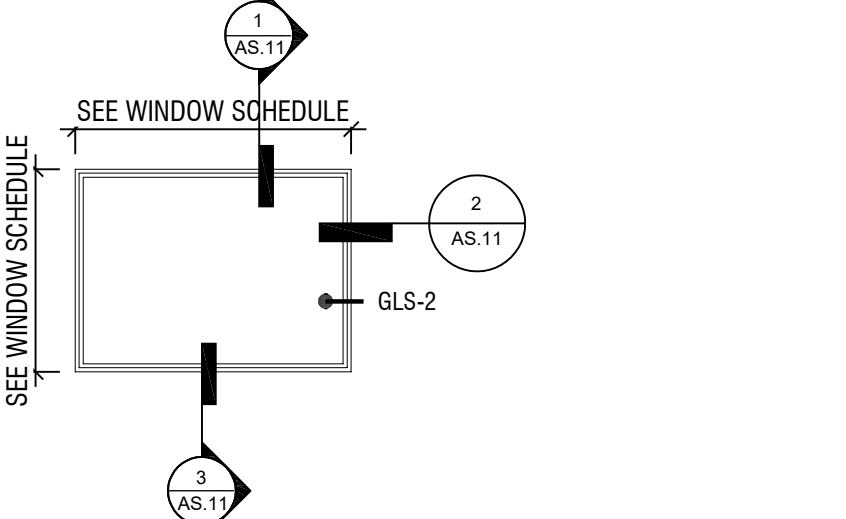 1
AS.11
SEE WINDOW SCHEDULE
SEE WINDOW SCHEDULE
2
AS.11
GLS-2
3
AS.11